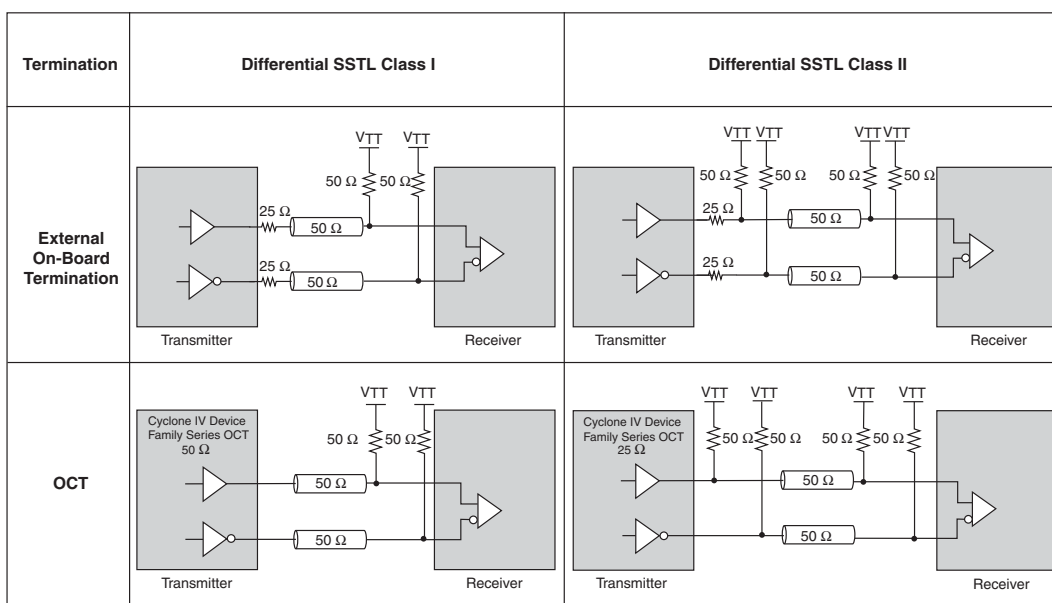 Termination
Differential SSTL Class I
Differential SSTL Class II
External
On-Board
Termination
VTT VTT
50 Ω 50 Ω
25 Ω
50 Ω
25 Ω
50 Ω
Transmitter
Receiver
VTT VTT VTT VTT
50 Ω 50 Ω 50 Ω 50 Ω
25 Ω
50 Ω
25 Ω
50 Ω
Transmitter
Receiver
OCT
Cyclone IV Device
Family Series OCT
50 Ω
VTT VTT
50 Ω 50 Ω
50 Ω
50 Ω
Transmitter
Receiver
Cyclone IV Device
Family Series OCT
25 Ω
VTT VTT VTT VTT
50 Ω 50 Ω 50 Ω 50 Ω
50 Ω
50 Ω
Transmitter
Receiver